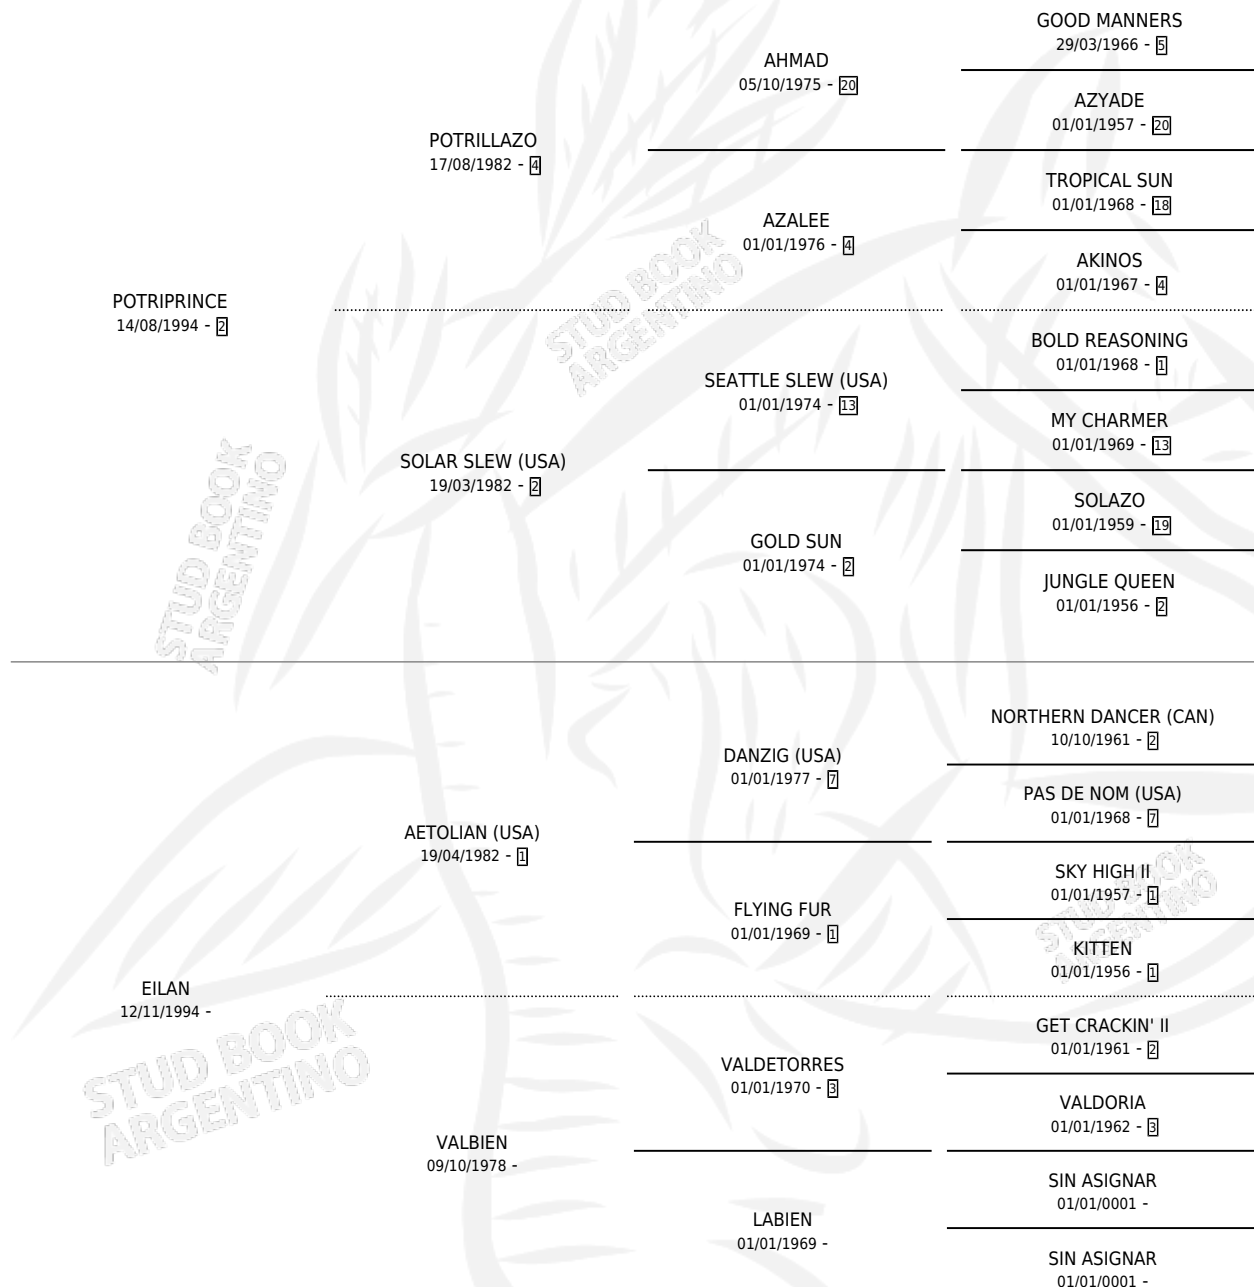 GOOD MANNERS
29/03/1966 - 5
AHMAD
05/10/1975 - 20
AZYADE
01/01/1957 - 20
POTRILLAZO
17/08/1982 - 4
TROPICAL SUN
01/01/1968 - 18
AZALEE
01/01/1976 - 4
AKINOS
01/01/1967 - 4
POTRIPRINCE
14/08/1994 - 2
BOLD REASONING
01/01/1968 - 1
SEATTLE SLEW (USA)
01/01/1974 - 13
MY CHARMER
01/01/1969 - 13
SOLAR SLEW (USA)
19/03/1982 - 2
SOLAZO
01/01/1959 - 19
GOLD SUN
01/01/1974 - 2
JUNGLE QUEEN
01/01/1956 - 2
STUD BOOK
ARGENTINO
STUD BOOK
ARGENTINO
NORTHERN DANCER (CAN)
10/10/1961 - 2
DANZIG (USA)
01/01/1977 - 7
PAS DE NOM (USA)
01/01/1968 - 7
AETOLIAN (USA)
19/04/1982 - 1
SKY HIGH II
01/01/1957 - 1
FLYING FUR
01/01/1969 - 1
KITTEN
01/01/1956 - 1
EILAN
12/11/1994 -
GET CRACKIN' II
01/01/1961 - 2
VALDETORRES
01/01/1970 - 3
VALDORIA
01/01/1962 - 3
VALBIEN
09/10/1978 -
SIN ASIGNAR
01/01/0001 -
LABIEN
01/01/1969 -
SIN ASIGNAR
01/01/0001 -
STUD BOOK
ARGENTINO
STUD BOOK
ARGENTINO